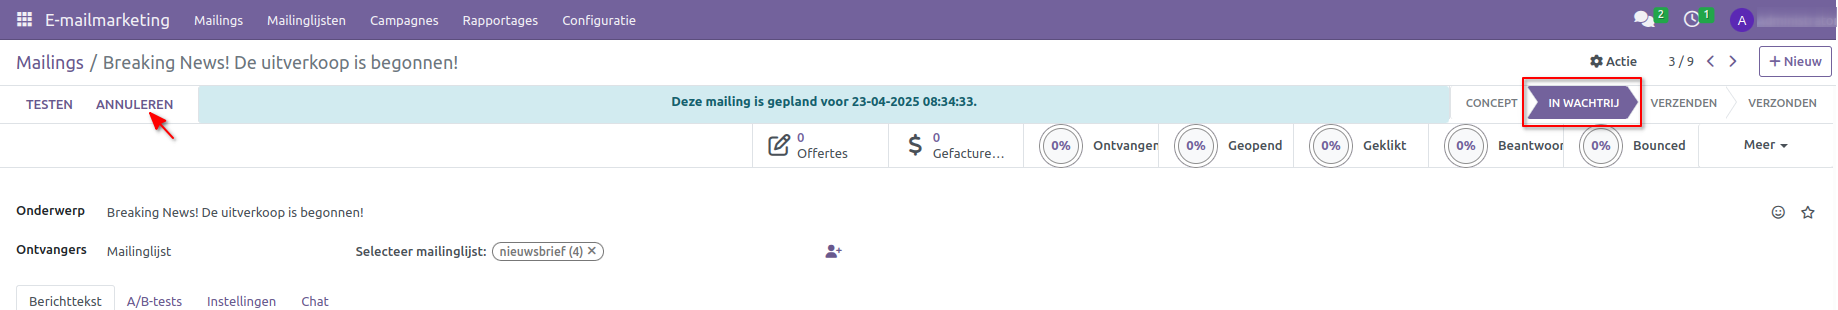 E-mailmarketing Mailings Mailinglijsten Campagnes Rapportages Configuratie 2 1 A
Mailings / Breaking News! De uitverkoop is begonnen! Actie 3 / 9 + Nieuw
TESTEN ANNULEREN Deze mailing is gepland voor 23-04-2025 08:34:33. CONCEPT IN WACHTRIJ VERZENDEN VERZONDEN
0 Offertes
$ 0 Gefacture…
0% Ontvangen
0% Geopend
0% Geklikt
0% Beantwoor
0% Bounced
Meer
Onderwerp Breaking News! De uitverkoop is begonnen!
Ontvangers Mailinglijst Selecteer mailinglijst: nieuwsbrief (4) ×
Berichttekst A/B-tests Instellingen Chat